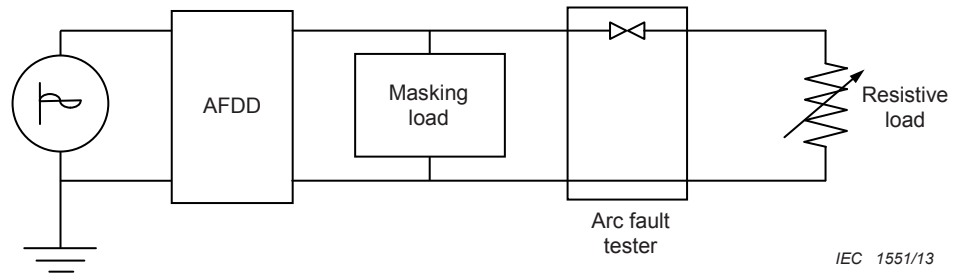 AFDD
Masking
load
Resistive
load
Arc fault
tester
IEC 1551/13